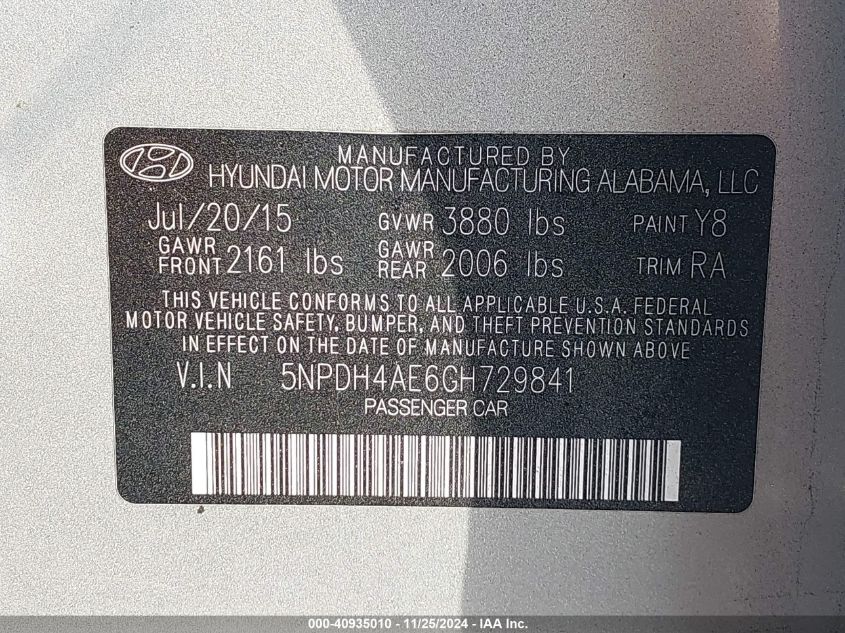 MANUFACTURED BY
HYUNDAI MOTOR MANUFACTURING ALABAMA, LLC
Jul/20/15 GVWR 3880 lbs PAINT Y8
GAWR FRONT 2161 lbs GAWR REAR 2006 lbs TRIM RA
THIS VEHICLE CONFORMS TO ALL APPLICABLE U.S.A. FEDERAL
MOTOR VEHICLE SAFETY, BUMPER, AND THEFT PREVENTION STANDARDS
IN EFFECT ON THE DATE OF MANUFACTURE SHOWN ABOVE
V.I.N 5NPDH4AE6GH729841
PASSENGER CAR
000-40935010 - 11/25/2024 - IAA Inc.